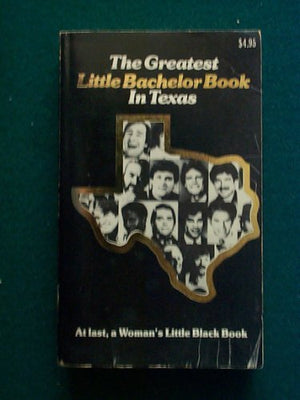 $4.95
The Greatest
Little Bachelor Book
In Texas
At last, a Woman's Little Black Book